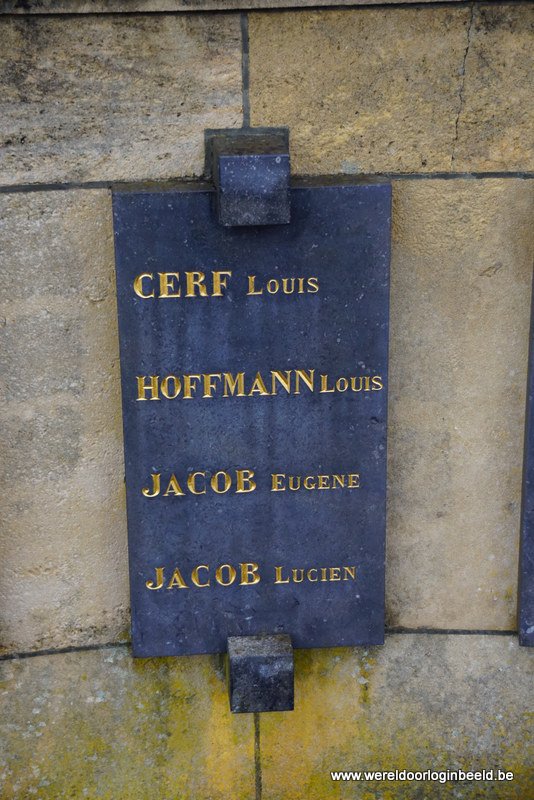 CERF LOUIS
HOFFMANN LOUIS
JACOB EUGENE
JACOB LUCIEN
www.wereldoorloginbeeld.be